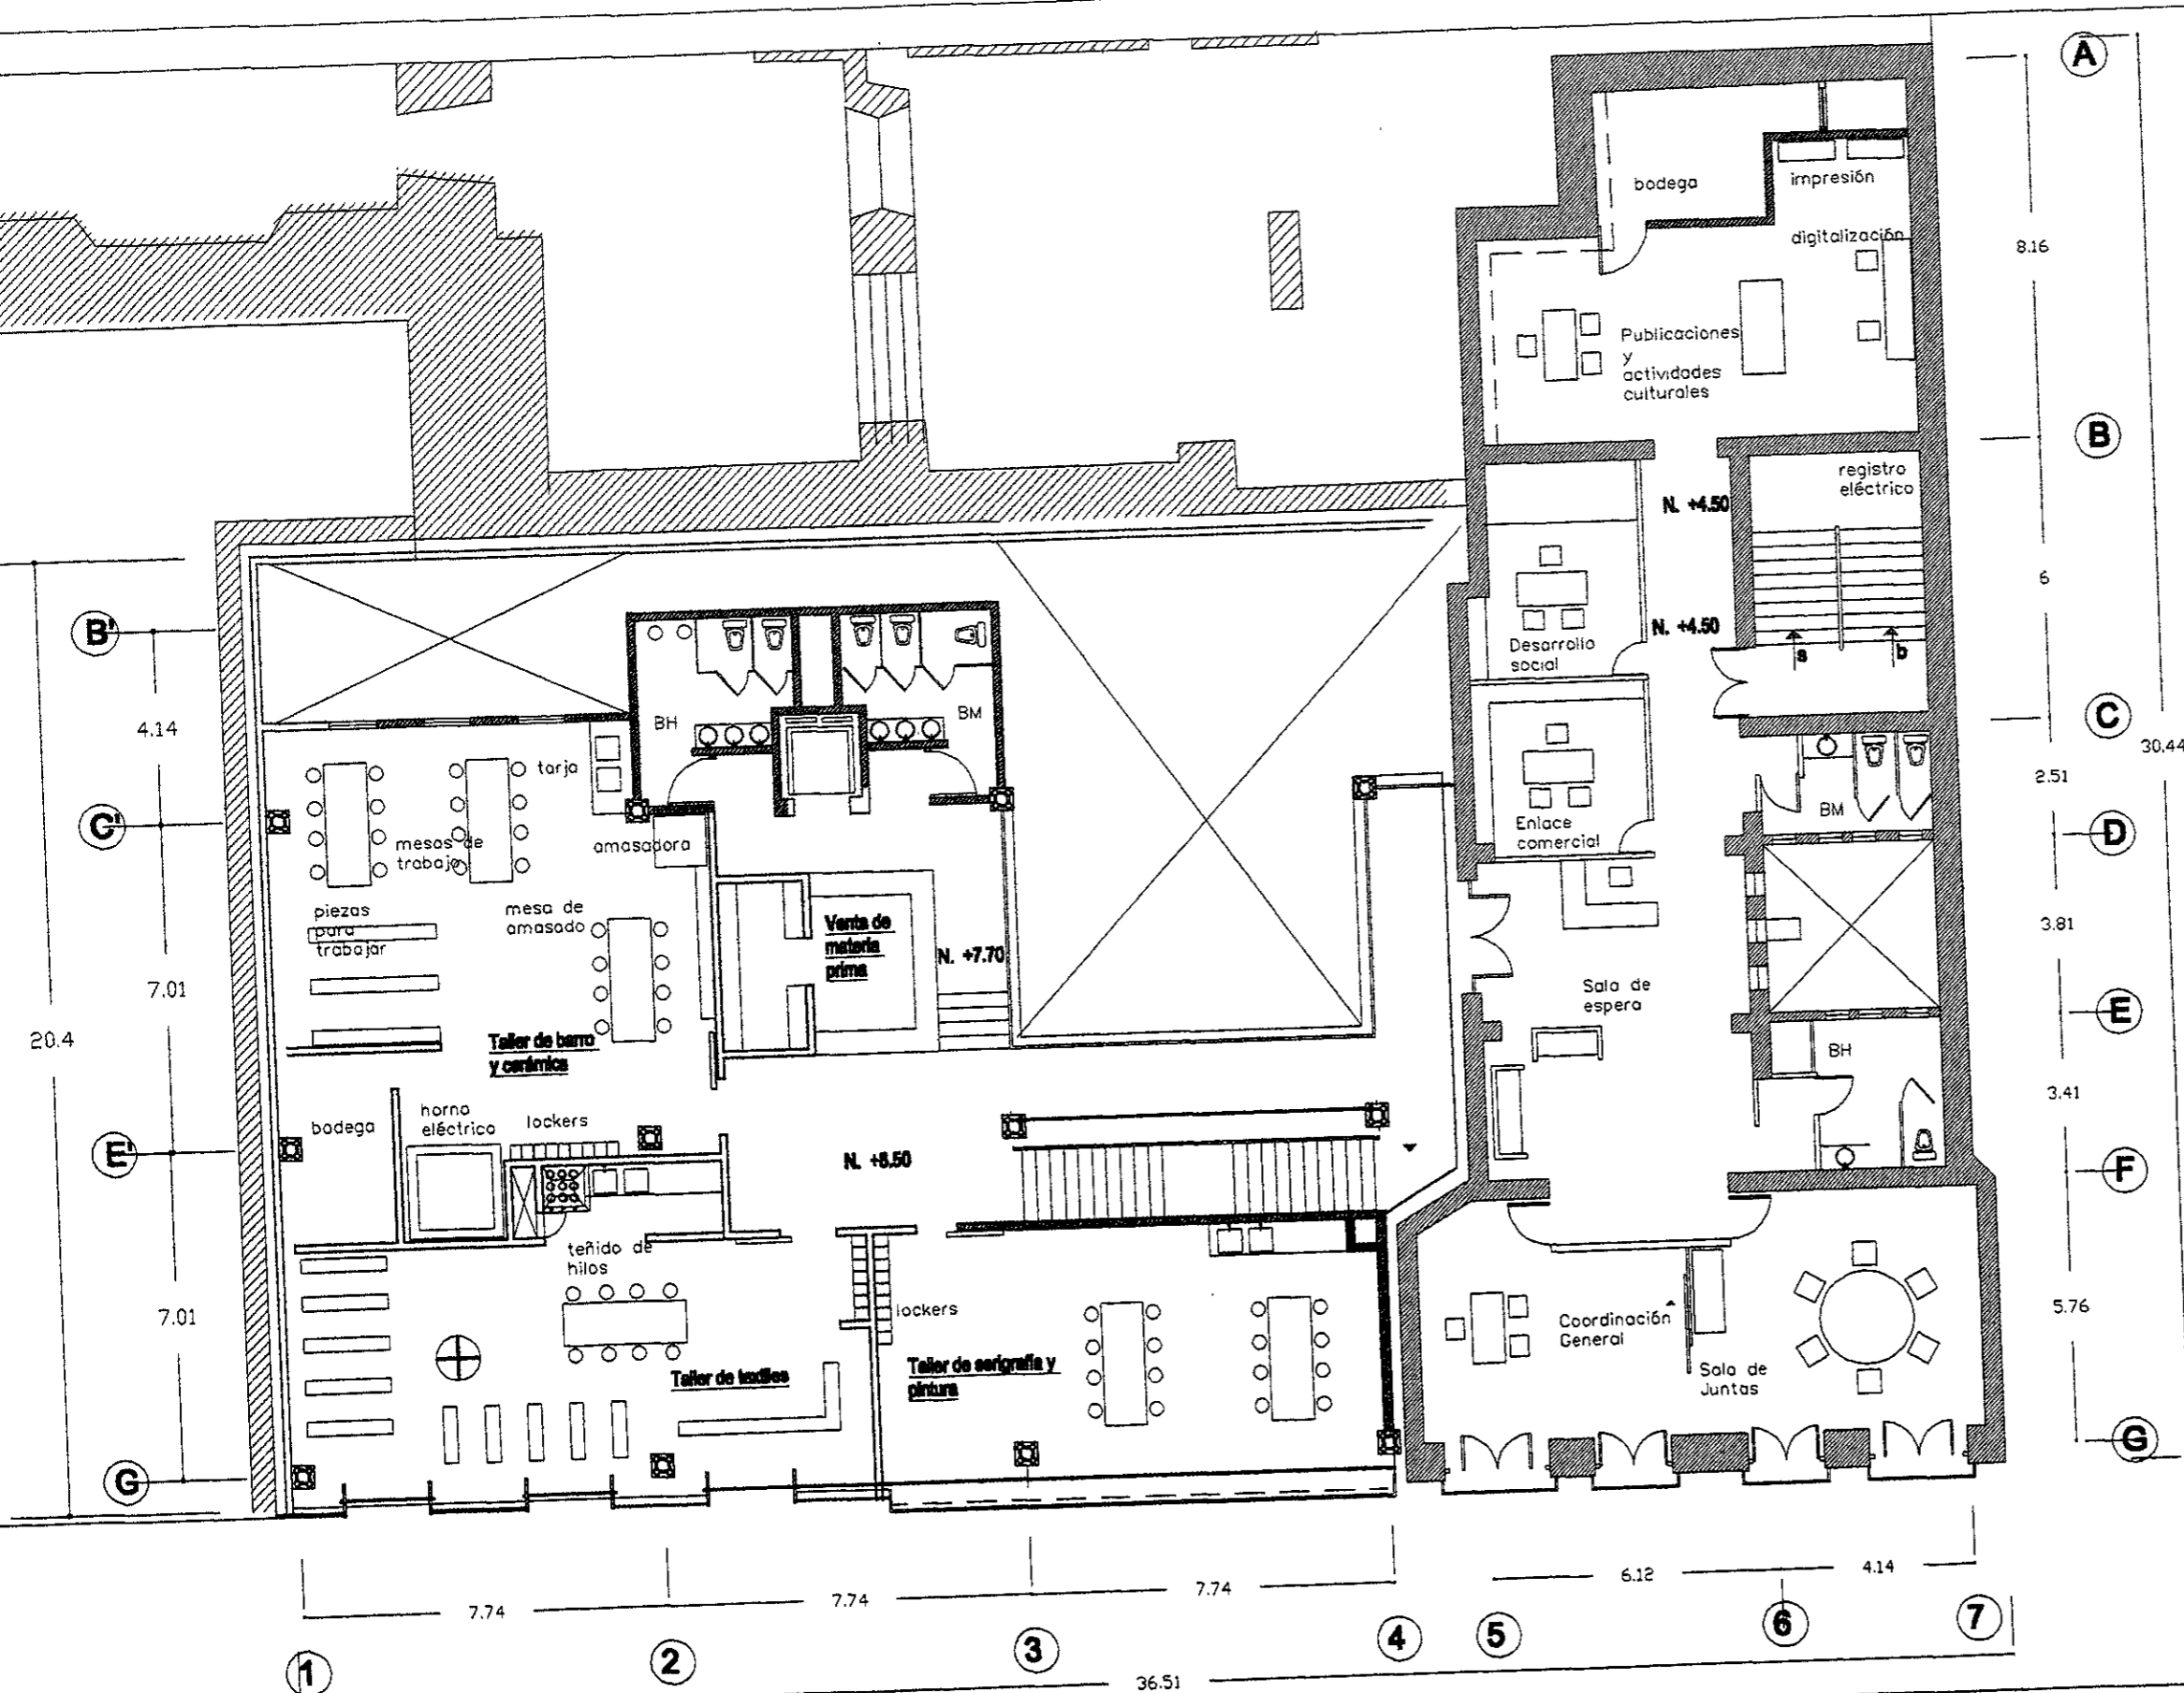 A
bodega
impresión
digitalización
8.16
Publicaciones
y
actividades
culturales
B
registro
eléctrico
N. +4.50
6
B'
N. +4.50
Desarrollo
social
s
b
BH
BM
C
4.14
30.44
tarja
2.51
C'
mesas de
trabajo
amasadora
Enlace
comercial
BM
D
piezas
para
trabajar
mesa de
amasado
Venta de
materia
prima
N. +7.70
3.81
7.01
Sala de
espera
E
20.4
Taller de barro
y cerámica
BH
3.41
bodega
horno
eléctrico
lockers
E'
N. +6.50
F
teñido de
hilos
7.01
lockers
Coordinación
General
5.76
Taller de textiles
Taller de serigrafía y
pintura
Sala de
Juntas
G
G
7.74
7.74
7.74
6.12
4.14
1
2
3
4
5
6
7
36.51